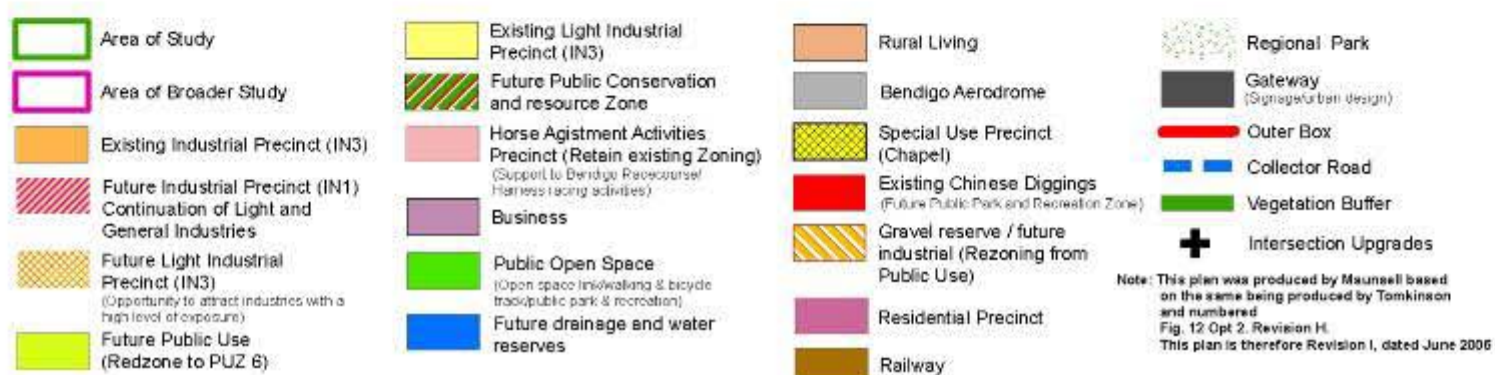 Area of Study
Area of Broader Study
Existing Industrial Precinct (IN3)
Future Industrial Precinct (IN1)
Continuation of Light and
General Industries
Future Light Industrial
Precinct (IN3)
(Opportunity to attract industries with a
high level of exposure)
Future Public Use
(Redzone to PUZ 6)
Existing Light Industrial
Precinct (IN3)
Future Public Conservation
and resource Zone
Horse Agistment Activities
Precinct (Retain existing Zoning)
(Support to Bendigo Racecourse/
Harness racing activities)
Business
Public Open Space
(Open space link/walking & bicycle
track/public park & recreation)
Future drainage and water
reserves
Rural Living
Bendigo Aerodrome
Special Use Precinct
(Chapel)
Existing Chinese Diggings
(Future Public Park and Recreation Zone)
Gravel reserve / future
industrial (Rezoning from
Public Use)
Residential Precinct
Railway
Regional Park
Gateway
(Signage/urban design)
Outer Box
Collector Road
Vegetation Buffer
Intersection Upgrades
Note: This plan was produced by Maunsell based
on the same being produced by Tomkinson
and numbered
Fig. 12 Opt 2. Revision H.
This plan is therefore Revision I, dated June 2006